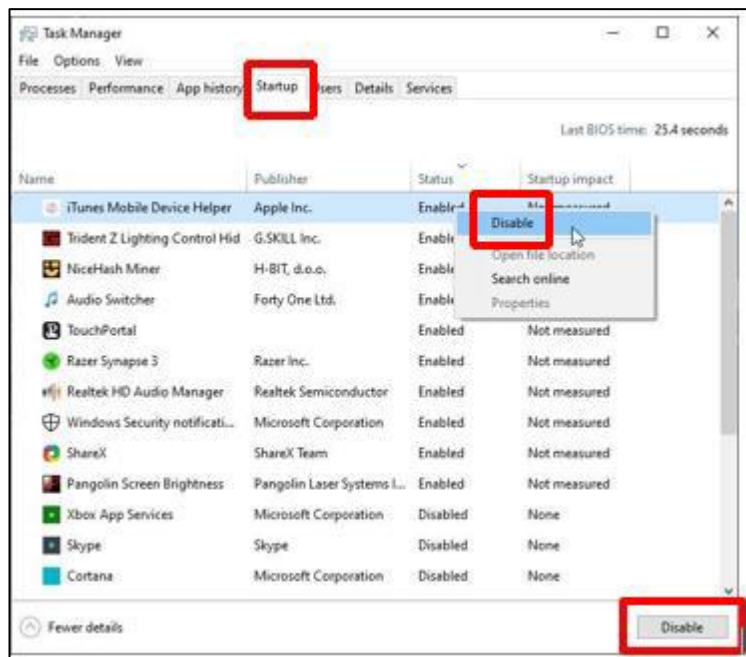 Task Manager
File Options View
Processes Performance App history Startup Users Details Services
Last BIOS time: 25.4 seconds
Name Publisher Status Startup impact
iTunes Mobile Device Helper Apple Inc. Enabled Not measured
Disable
Trident Z Lighting Control Hid G.SKILL Inc. Enable
Open file location
NiceHash Miner H-BIT, d.o.o. Enable
Search online
Audio Switcher Forty One Ltd. Enable
Properties
TouchPortal Enabled Not measured
Razer Synapse 3 Razer Inc. Enabled Not measured
Realtek HD Audio Manager Realtek Semiconductor Enabled Not measured
Windows Security notificati... Microsoft Corporation Enabled Not measured
ShareX ShareX Team Enabled Not measured
Pangolin Screen Brightness Pangolin Laser Systems I... Enabled Not measured
Xbox App Services Microsoft Corporation Disabled None
Skype Skype Disabled None
Cortana Microsoft Corporation Disabled None
Fewer details Disable